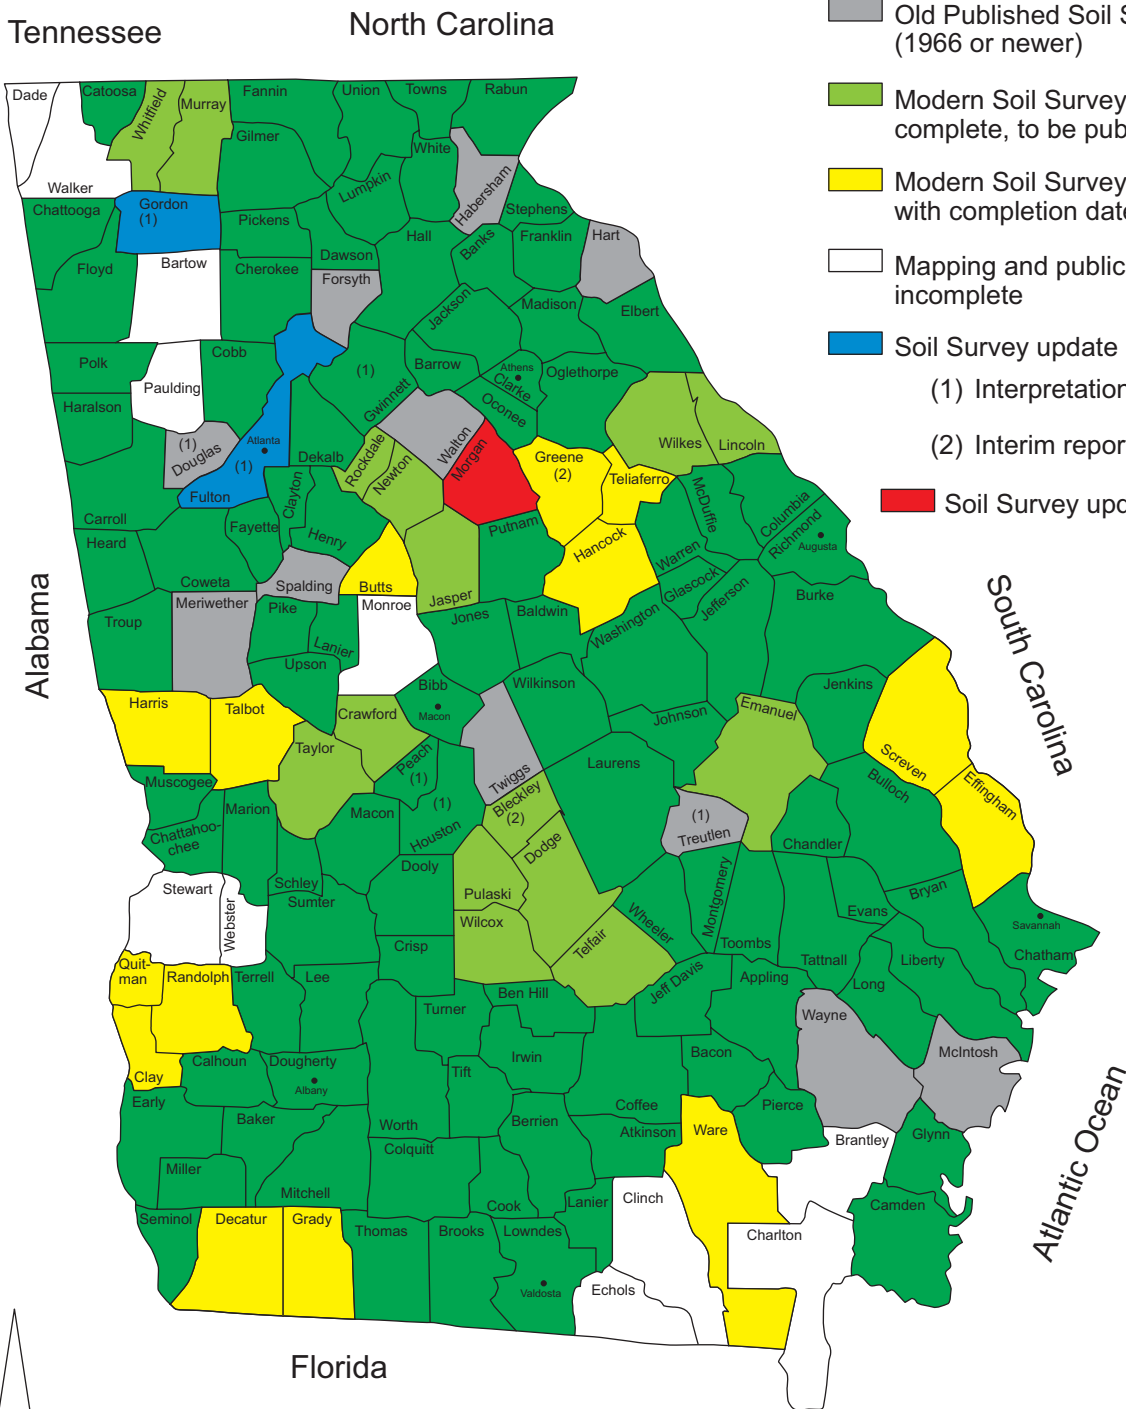 Tennessee
North Carolina
Old Published Soil S
(1966 or newer)
Modern Soil Survey
complete, to be pub
Modern Soil Survey
with completion date
Mapping and public
incomplete
Soil Survey update
(1) Interpretation
(2) Interim repor
Soil Survey upd
Alabama
South Carolina
Atlantic Ocean
Florida
Dade
Catoosa
Whitfield
Murray
Fannin
Union
Towns
Rabun
Gilmer
White
Lumpkin
Habersham
Walker
Chattooga
Gordon
(1)
Pickens
Stephens
Hall
Banks
Franklin
Hart
Dawson
Floyd
Bartow
Cherokee
Forsyth
Jackson
Madison
Elbert
Polk
Cobb
Paulding
(1)
Gwinnett
Barrow
Athens
Clarke
Oglethorpe
Haralson
Oconee
(1)
Douglas
Atlanta
(1)
Fulton
Dekalb
Rockdale
Newton
Walton
Morgan
Greene
(2)
Teliaferro
Wilkes
Lincoln
Carroll
Clayton
Fayette
Henry
Putnam
McDuffie
Columbia
Richmond
Augusta
Heard
Coweta
Spalding
Butts
Jasper
Hancock
Warren
Glascock
Jefferson
Burke
Troup
Meriwether
Pike
Lanier
Monroe
Jones
Baldwin
Washington
Upson
Bibb
Macon
Wilkinson
Jenkins
Harris
Talbot
Crawford
Johnson
Emanuel
Screven
Taylor
Peach
(1)
Twiggs
Laurens
Effingham
Muscogee
Marion
Macon
(1)
Houston
Bleckley
(2)
(1)
Treutlen
Bulloch
Chattahoo-
chee
Dooly
Dodge
Chandler
Stewart
Webster
Schley
Sumter
Pulaski
Montgomery
Bryan
Wilcox
Wheeler
Evans
Savannah
Crisp
Telfair
Toombs
Tattnall
Liberty
Chatham
Quit-
man
Randolph
Terrell
Lee
Ben Hill
Jeff Davis
Appling
Long
Turner
Wayne
Clay
Calhoun
Dougherty
Albany
Tift
Irwin
Bacon
McIntosh
Early
Baker
Worth
Berrien
Coffee
Atkinson
Ware
Pierce
Brantley
Glynn
Miller
Mitchell
Colquitt
Seminol
Decatur
Grady
Thomas
Brooks
Cook
Lowndes
Lanier
Clinch
Charlton
Camden
Valdosta
Echols